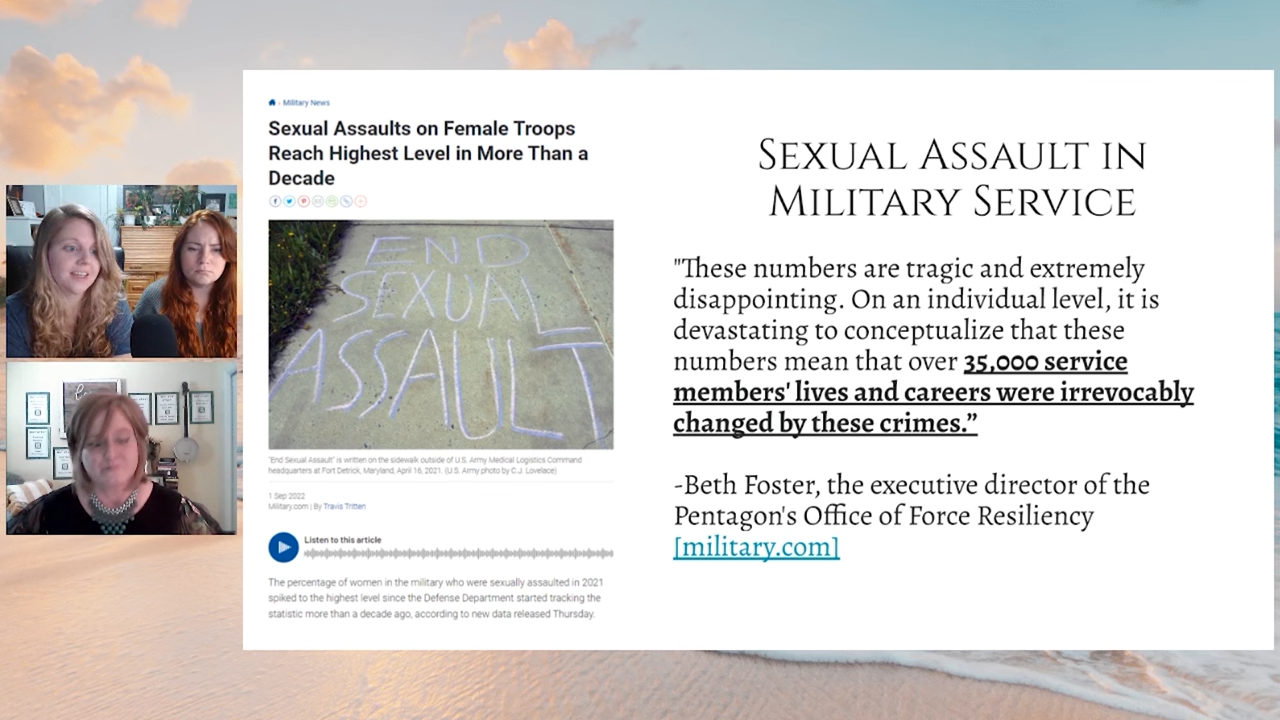 Military News
Sexual Assaults on Female Troops
Reach Highest Level in More Than a
Decade
END
SEXUAL
ASSAULT
"End Sexual Assault" is written on the sidewalk outside of U.S. Army Medical Logistics Command
headquarters at Fort Detrick, Maryland, April 16, 2021. (U.S. Army photo by C.J. Lovelace)
1 Sep 2022
Military.com | By Travis Tritten
Listen to this article
The percentage of women in the military who were sexually assaulted in 2021
spiked to the highest level since the Defense Department started tracking the
statistic more than a decade ago, according to new data released Thursday.
SEXUAL ASSAULT IN
MILITARY SERVICE
"These numbers are tragic and extremely
disappointing. On an individual level, it is
devastating to conceptualize that these
numbers mean that over 35,000 service
members' lives and careers were irrevocably
changed by these crimes.”
-Beth Foster, the executive director of the
Pentagon's Office of Force Resiliency
[military.com]